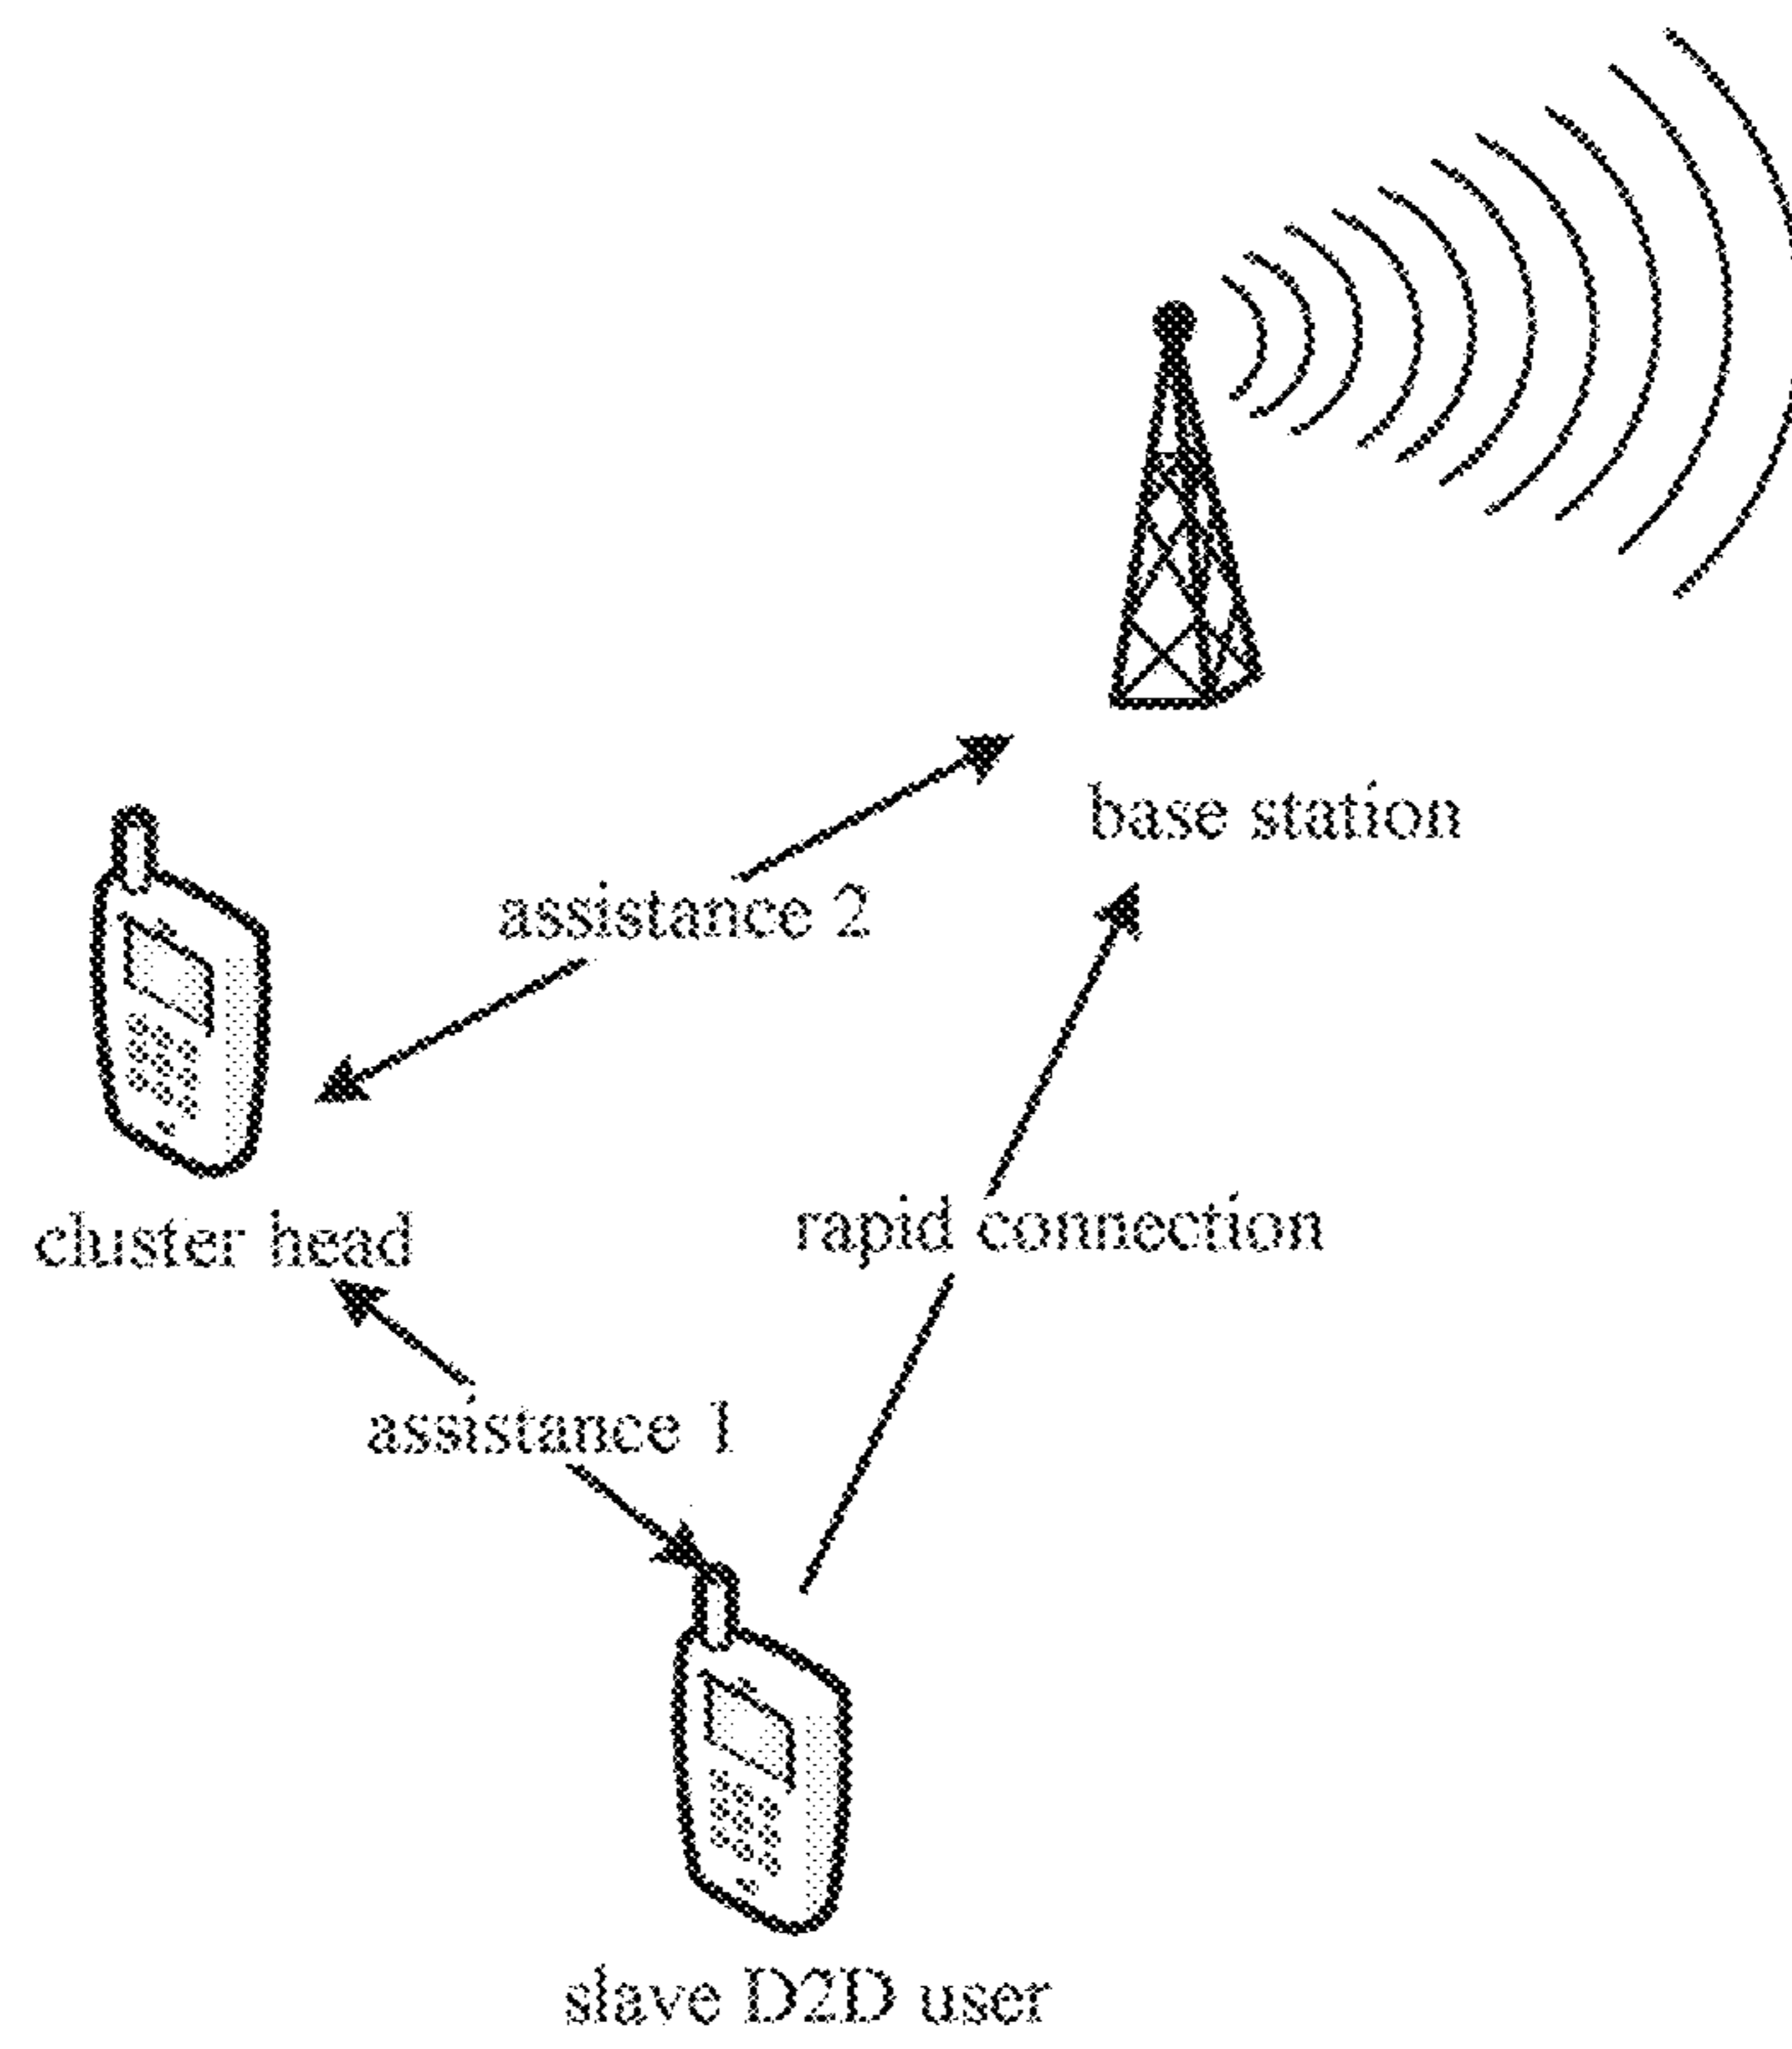 base station
assistance 2
cluster head
rapid connection
assistance 1
slave D2D user